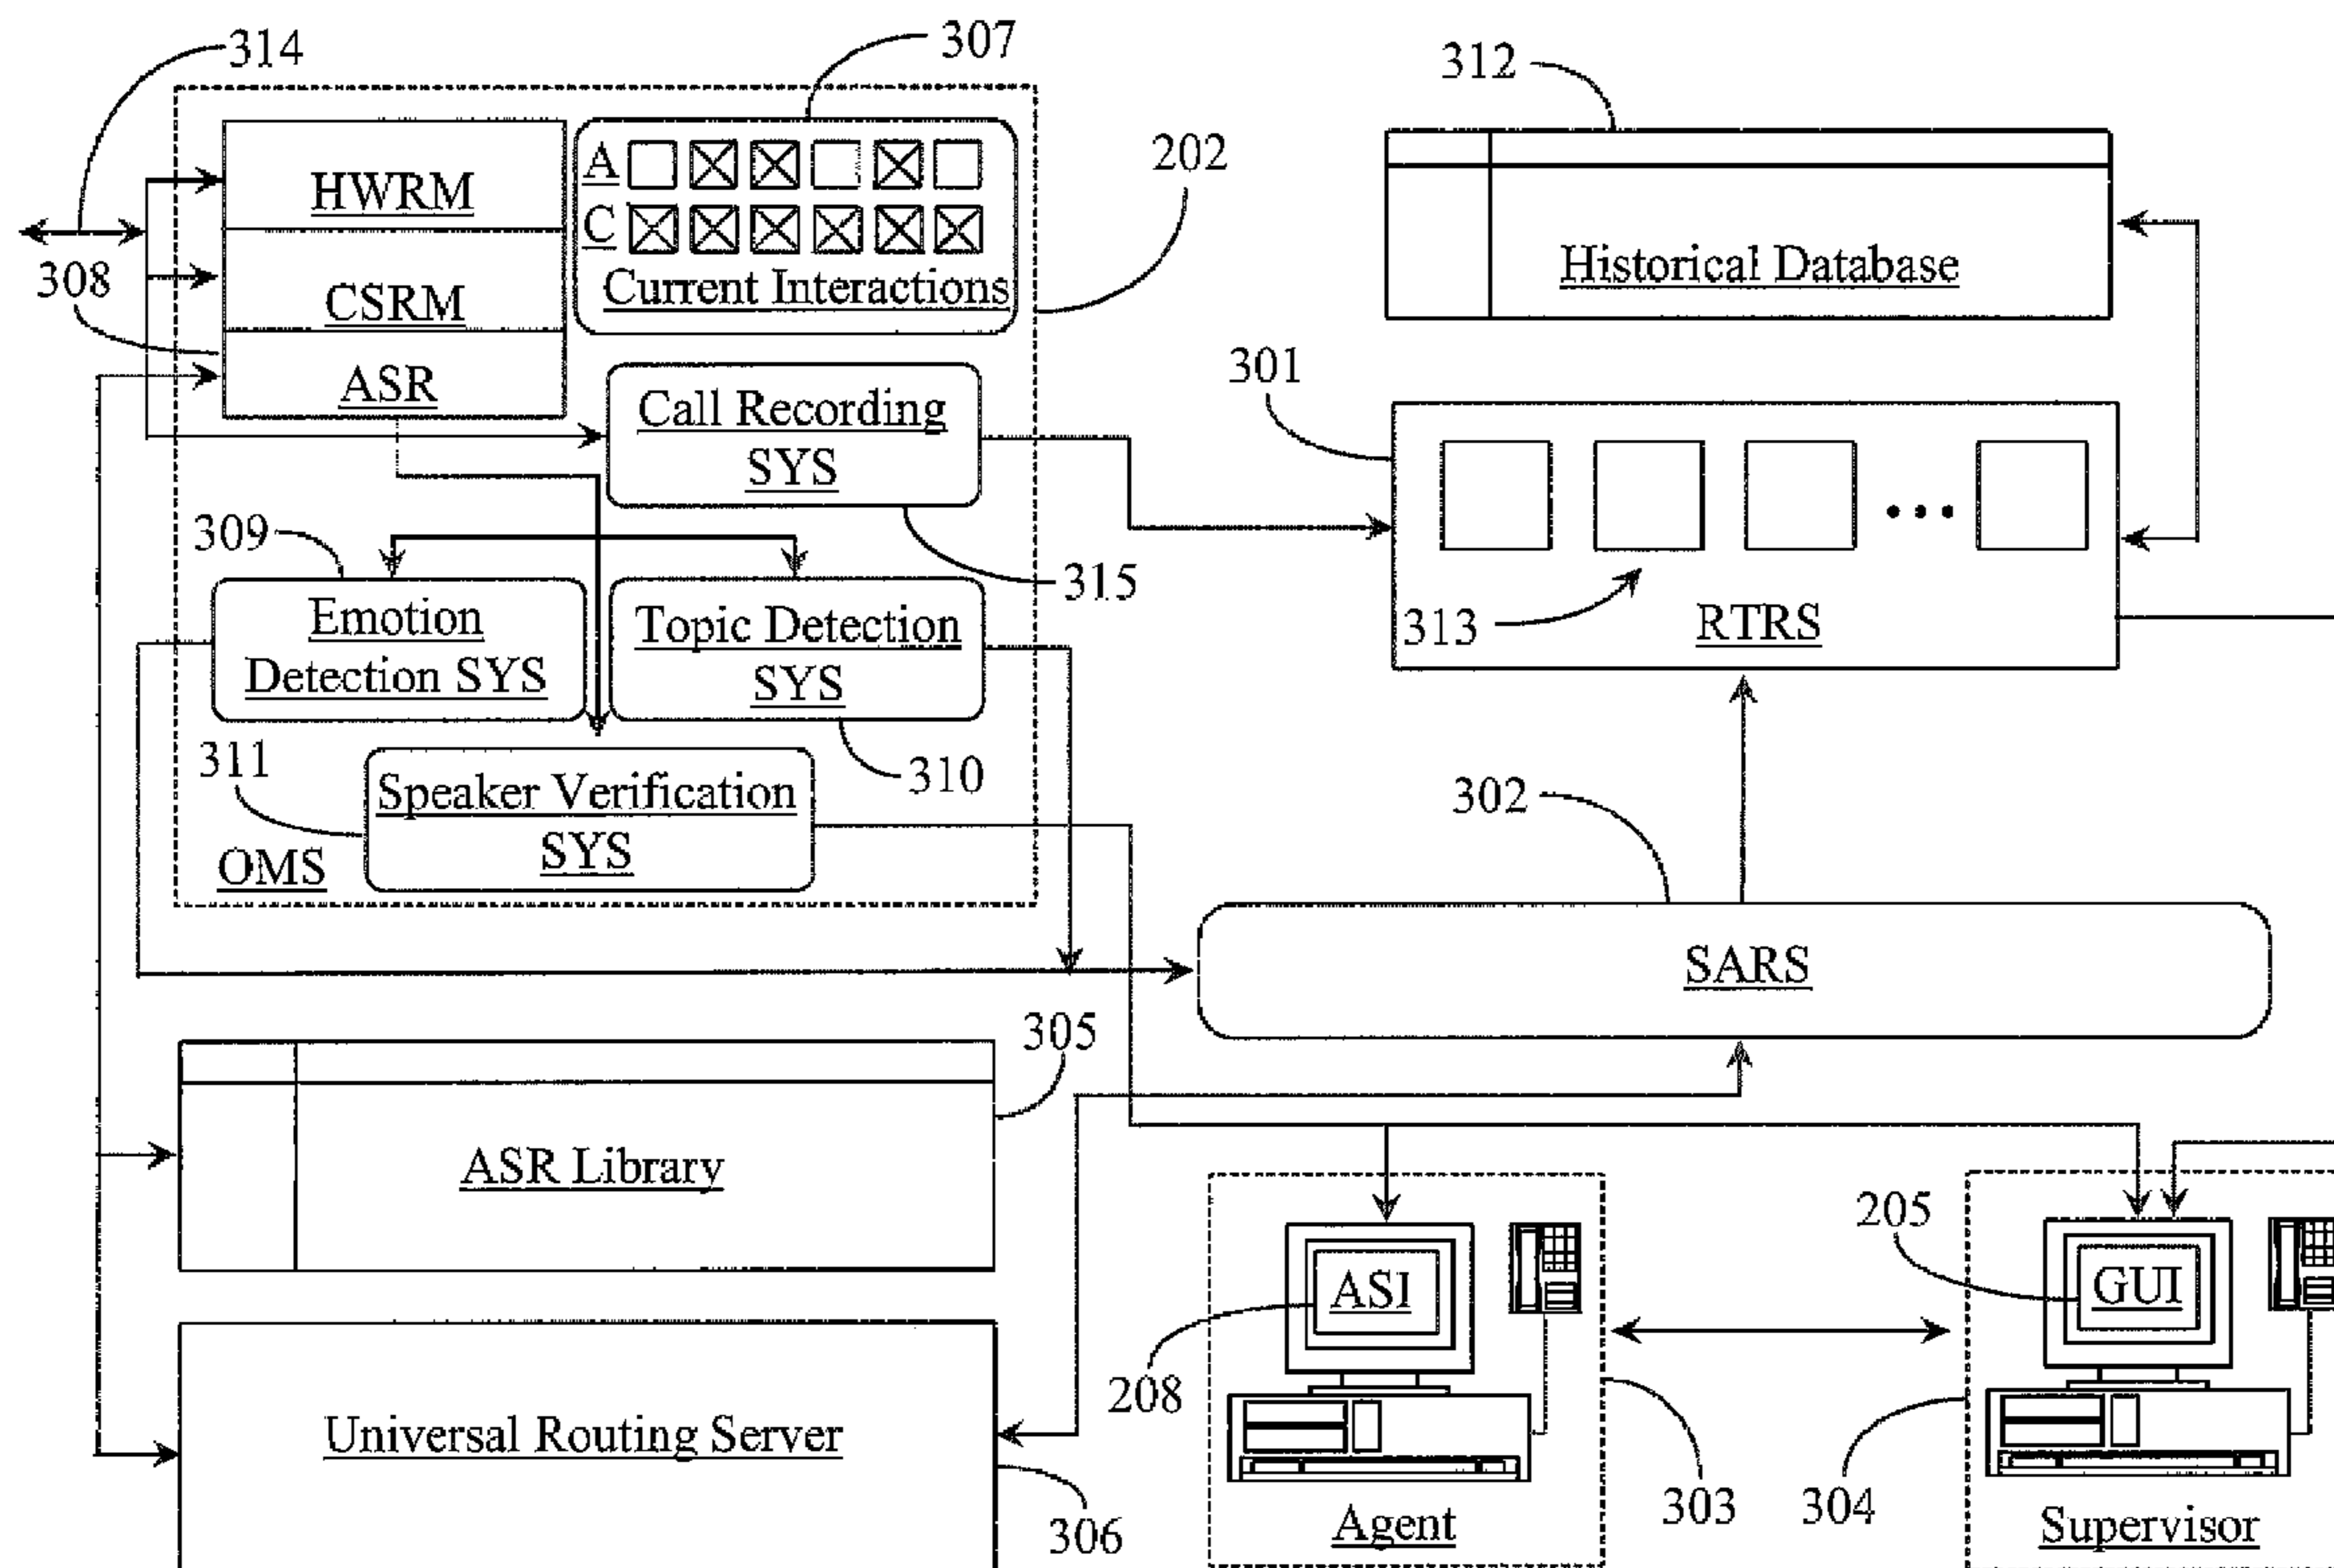 314
307
312
202
A
C
Current Interactions
HWRM
CSRM
ASR
308
Historical Database
301
Call Recording
SYS
309
315
313
RTRS
Emotion
Detection SYS
Topic Detection
SYS
311
310
Speaker Verification
SYS
OMS
302
SARS
305
ASR Library
205
ASI
GUI
208
Universal Routing Server
306
303
304
Agent
Supervisor